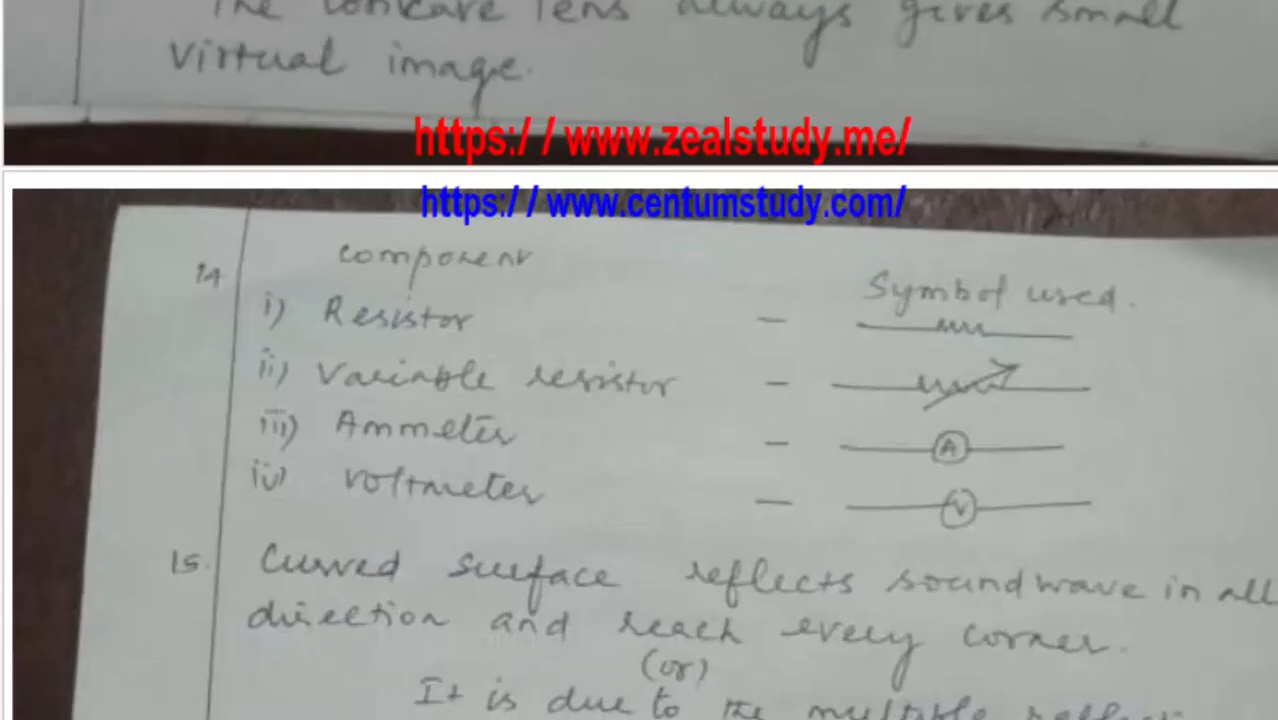 The concave lens always gives small
virtual image.
https:// www.zealstudy.me/
https:// www.centumstudy.com/
14 component Symbol used.
i) Resistor -
ii) Variable resistor -
iii) Ammeter - A
iv) Voltmeter - V
15. Curved surface reflects soundwave in all
direction and reach every corner.
(or)
It is due to the multiple